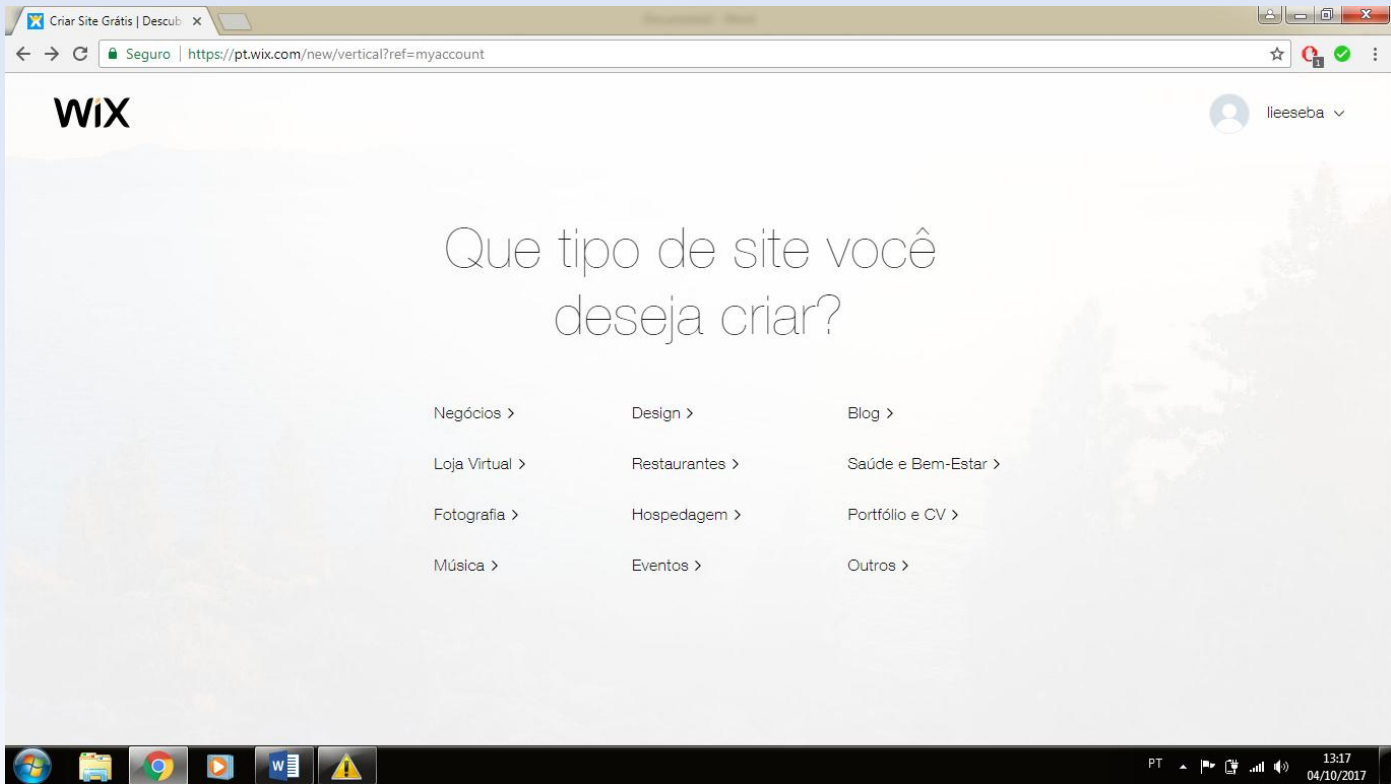 Criar Site Grátis | Descub
Seguro | https://pt.wix.com/new/vertical?ref=myaccount
1
WiX
lieeseba
Que tipo de site você
deseja criar?
Negócios >
Design >
Blog >
Loja Virtual >
Restaurantes >
Saúde e Bem-Estar >
Fotografia >
Hospedagem >
Portfólio e CV >
Música >
Eventos >
Outros >
PT
13:17
04/10/2017